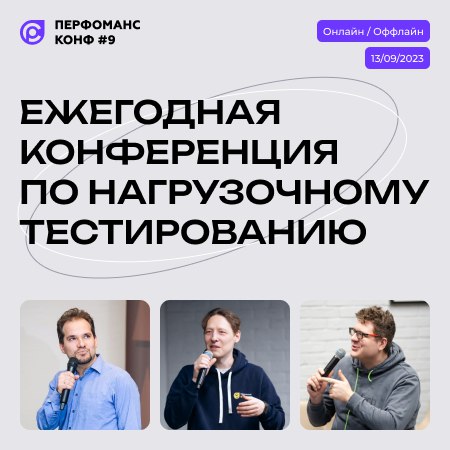 ПЕРФОМАНС
КОНФ #9
Онлайн / Оффлайн
13/09/2023
ЕЖЕГОДНАЯ
КОНФЕРЕНЦИЯ
ПО НАГРУЗОЧНОМУ
ТЕСТИРОВАНИЮ